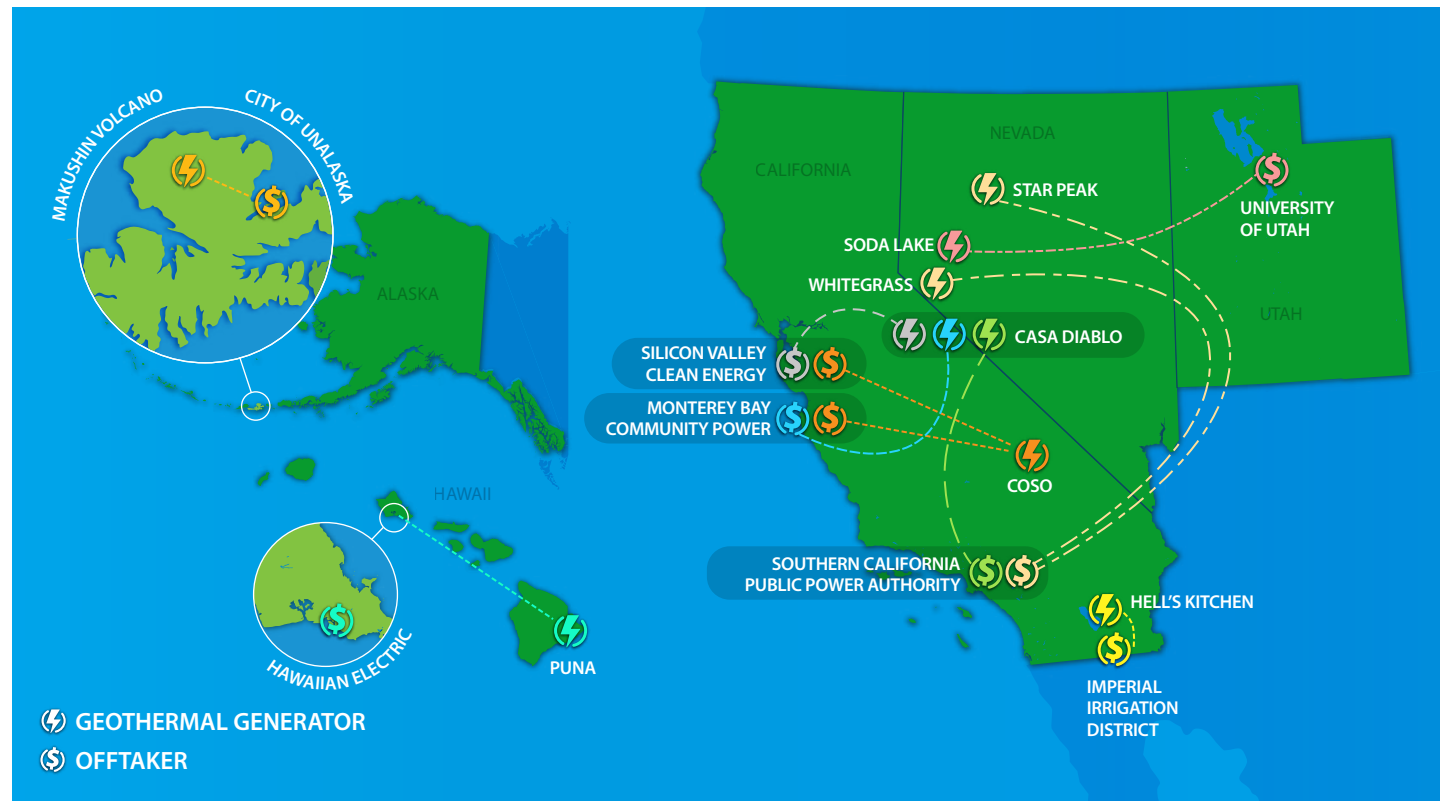 MAKUSHIN VOLCANO
CITY OF UNALASKA
ALASKA
HAWAII
HAWAIIAN ELECTRIC
PUNA
GEOTHERMAL GENERATOR
$ OFFTAKER
CALIFORNIA
NEVADA
UTAH
STAR PEAK
UNIVERSITY
OF UTAH
SODA LAKE
WHITEGRASS
CASA DIABLO
SILICON VALLEY
CLEAN ENERGY
MONTEREY BAY
COMMUNITY POWER
COSO
SOUTHERN CALIFORNIA
PUBLIC POWER AUTHORITY
HELL'S KITCHEN
IMPERIAL
IRRIGATION
DISTRICT